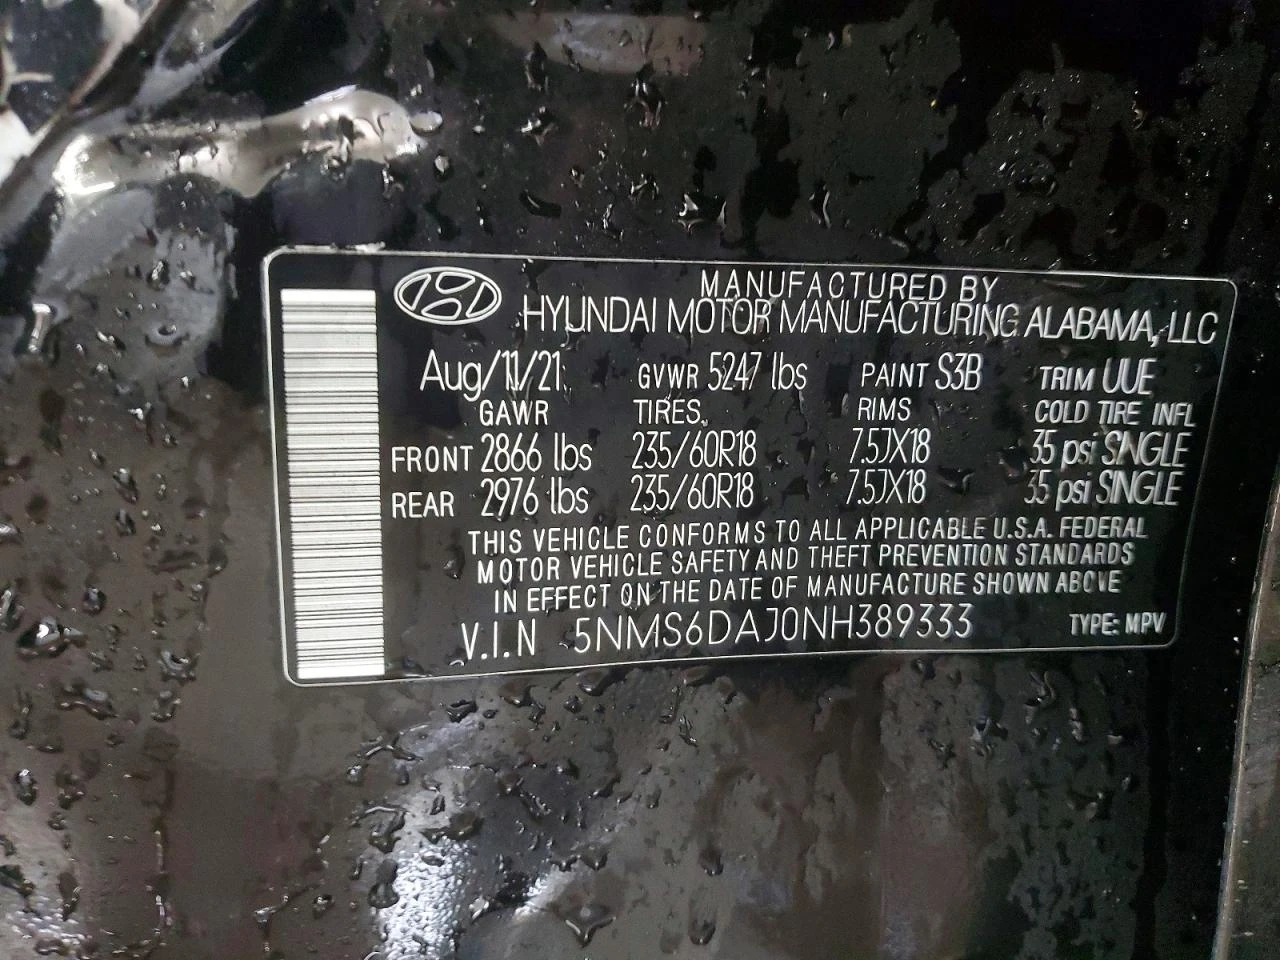 MANUFACTURED BY
HYUNDAI MOTOR MANUFACTURING ALABAMA, LLC
Aug/11/21 GVWR 5247 lbs PAINT S3B TRIM UUE
GAWR TIRES RIMS COLD TIRE INFL
FRONT 2866 lbs 235/60R18 7.5JX18 35 psi SINGLE
REAR 2976 lbs 235/60R18 7.5JX18 35 psi SINGLE
THIS VEHICLE CONFORMS TO ALL APPLICABLE U.S.A. FEDERAL
MOTOR VEHICLE SAFETY AND THEFT PREVENTION STANDARDS
IN EFFECT ON THE DATE OF MANUFACTURE SHOWN ABOVE
V.I.N 5NMS6DAJ0NH389333 TYPE: MPV